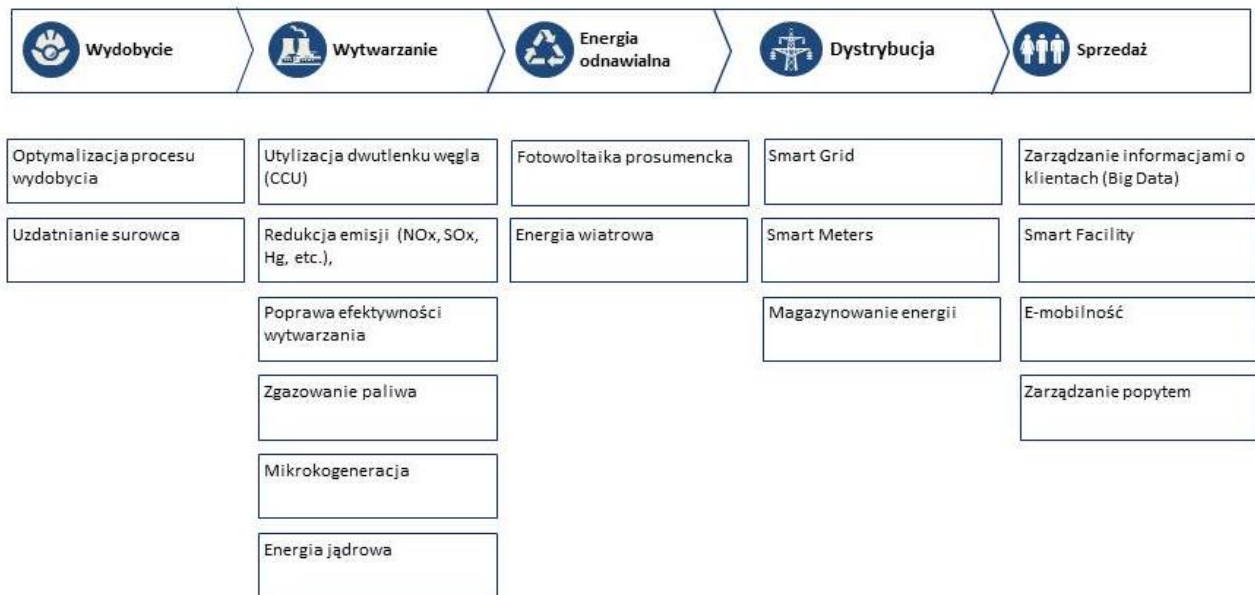 Wydobycie
Wytwarzanie
Energia
odnawialna
Dystrybucja
Sprzedaż
Optymalizacja procesu
wydobycia
Uzdatnianie surowca
Utylizacja dwutlenku węgla
(CCU)
Redukcja emisji (NOx, SOx,
Hg, etc.),
Poprawa efektywności
wytwarzania
Zgazowanie paliwa
Mikrokogeneracja
Energia jądrowa
Fotowoltaika prosumencka
Energia wiatrowa
Smart Grid
Smart Meters
Magazynowanie energii
Zarządzanie informacjami o
klientach (Big Data)
Smart Facility
E-mobilność
Zarządzanie popytem